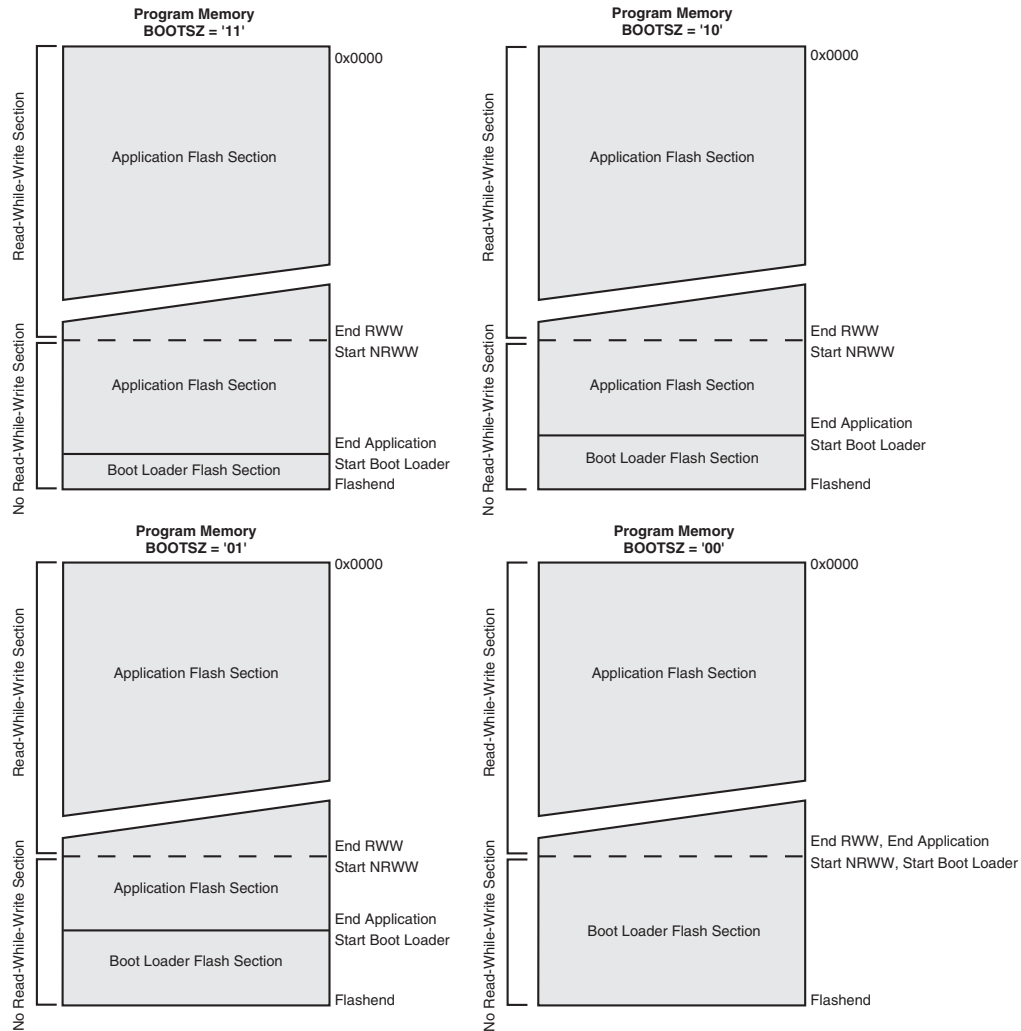 Program Memory
BOOTSZ = '11'
0x0000
Read-While-Write Section
Application Flash Section
End RWW
Start NRWW
No Read-While-Write Section
Application Flash Section
End Application
Start Boot Loader
Boot Loader Flash Section
Flashend
Program Memory
BOOTSZ = '10'
0x0000
Read-While-Write Section
Application Flash Section
End RWW
Start NRWW
No Read-While-Write Section
Application Flash Section
End Application
Start Boot Loader
Boot Loader Flash Section
Flashend
Program Memory
BOOTSZ = '01'
0x0000
Read-While-Write Section
Application Flash Section
End RWW
Start NRWW
No Read-While-Write Section
Application Flash Section
End Application
Start Boot Loader
Boot Loader Flash Section
Flashend
Program Memory
BOOTSZ = '00'
0x0000
Read-While-Write Section
Application Flash Section
End RWW, End Application
Start NRWW, Start Boot Loader
No Read-While-Write Section
Boot Loader Flash Section
Flashend